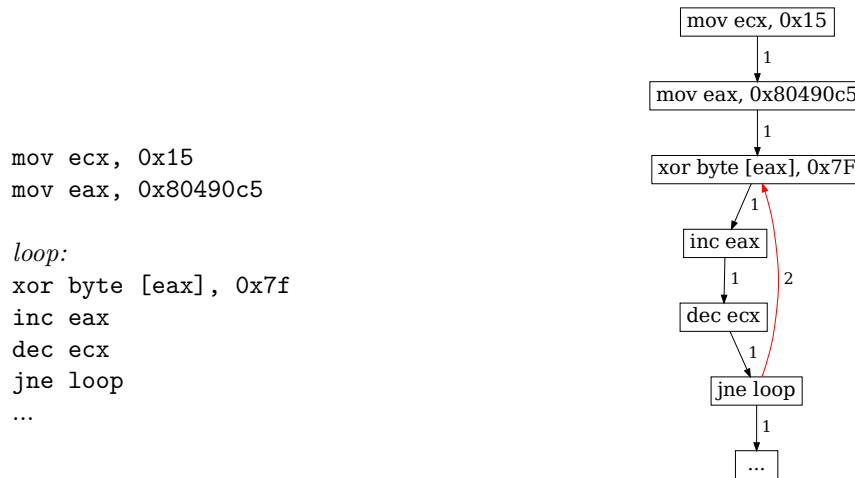 mov ecx, 0x15
mov eax, 0x80490c5
loop:
xor byte [eax], 0x7f
inc eax
dec ecx
jne loop
...
mov ecx, 0x15
1
mov eax, 0x80490c5
1
xor byte [eax], 0x7F
1
inc eax
1
2
dec ecx
1
jne loop
1
...